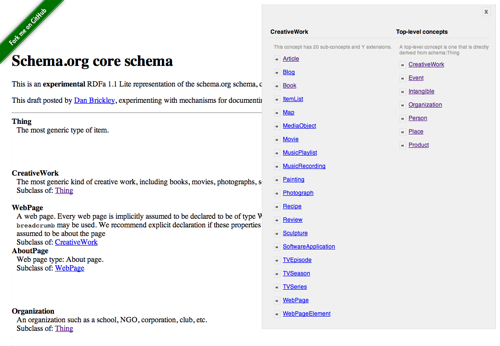 Fork me on GitHub
Schema.org core schema
This is an experimental RDFa 1.1 Lite representation of the schema.org schema,
This draft posted by Dan Brickley, experimenting with mechanisms for
Thing
The most generic type of item.
CreativeWork
The most generic kind of creative work, including books, movies, photographs,
Subclass of: Thing
WebPage
A web page. Every web page is implicitly assumed to be declared to be of type
breadcrumb may be used. We recommend explicit declaration if these properties
assumed to be about the page
Subclass of: CreativeWork
AboutPage
Web page type: About page.
Subclass of: WebPage
Organization
An organization such as a school, NGO, corporation, club, etc.
Subclass of: Thing
x
CreativeWork
This concept has 20 sub-concepts and Y extensions.
Article
Blog
Book
ItemList
Map
MediaObject
Movie
MusicPlaylist
MusicRecording
Painting
Photograph
Recipe
Review
Sculpture
SoftwareApplication
TVEpisode
TVSeason
TVSeries
WebPage
WebPageElement
Top-level concepts
A top-level concept is one that is directly
derived from schema:Thing
CreativeWork
Event
Intangible
Organization
Person
Place
Product